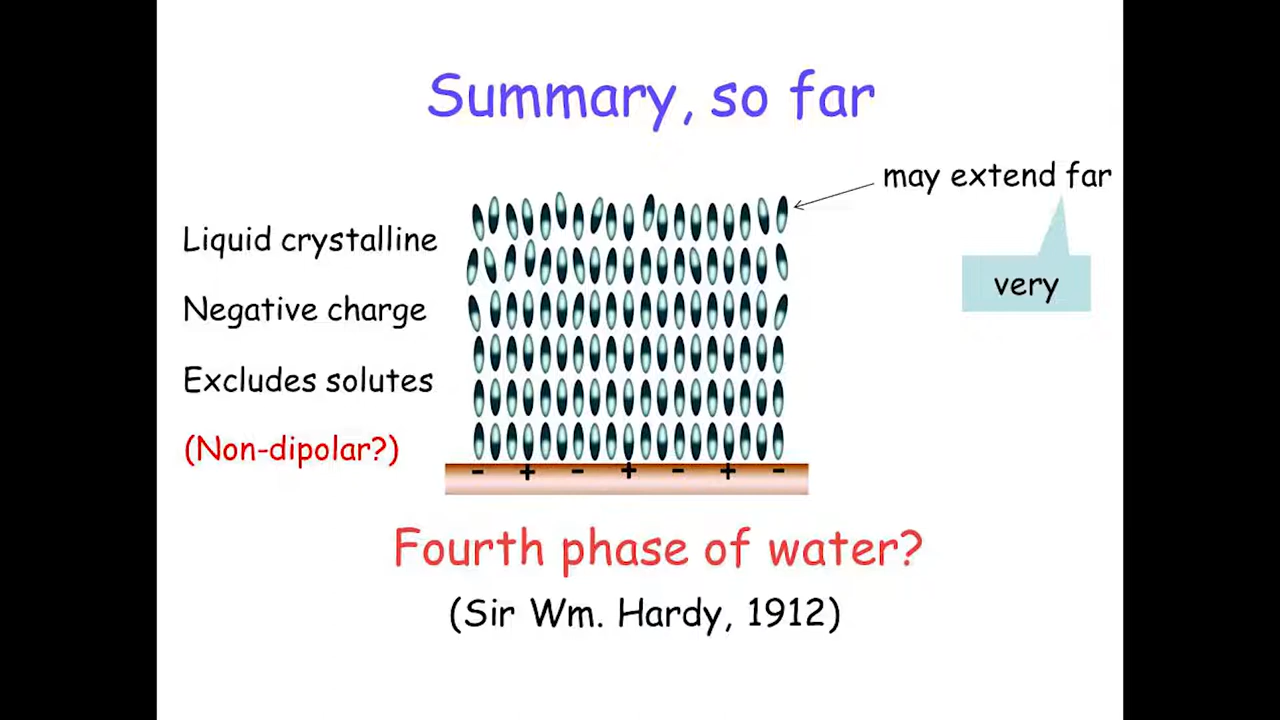 Summary, so far
may extend far
very
Liquid crystalline
Negative charge
Excludes solutes
(Non-dipolar?)
- + - + - + -
Fourth phase of water?
(Sir Wm. Hardy, 1912)